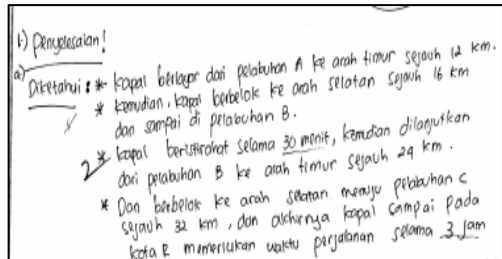 1.) Penyelesaian!
a) Diketahui : * kapal berlayar dari pelabuhan A ke arah timur sejauh 12 km.
* kemudian, kapal berbelok ke arah selatan sejauh 16 km
dan sampai di pelabuhan B.
2 * kapal beristirahat selama 30 menit, kemudian dilanjutkan
dari pelabuhan B ke arah timur sejauh 24 km.
* Dan berbelok ke arah selatan menuju pelabuhan C
sejauh 32 km, dan akhirnya kapal sampai pada
kota memerlukan waktu perjalanan selama 3 jam